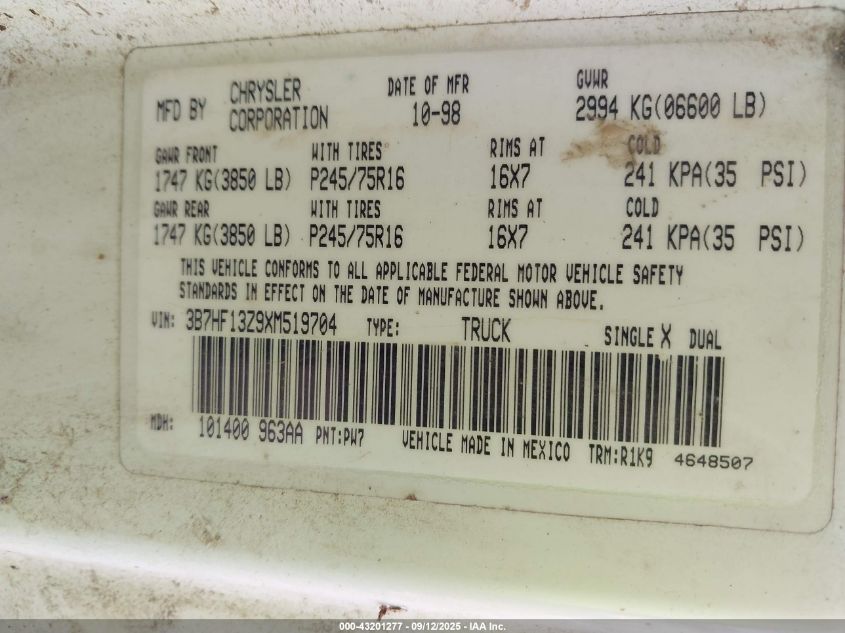 MFD BY CHRYSLER CORPORATION DATE OF MFR 10-98 GVWR 2994 KG(06600 LB)
GAWR FRONT WITH TIRES RIMS AT COLD
1747 KG(3850 LB) P245/75R16 16X7 241 KPA(35 PSI)
GAWR REAR WITH TIRES RIMS AT COLD
1747 KG(3850 LB) P245/75R16 16X7 241 KPA(35 PSI)
THIS VEHICLE CONFORMS TO ALL APPLICABLE FEDERAL MOTOR VEHICLE SAFETY
STANDARDS IN EFFECT ON THE DATE OF MANUFACTURE SHOWN ABOVE.
VIN: 3B7HF13Z9XM519704 TYPE: TRUCK SINGLE X DUAL
MDH: 101400 963AA PNT:PW7 VEHICLE MADE IN MEXICO TRM:R1K9 4648507
000-43201277 - 09/12/2025 - IAA Inc.